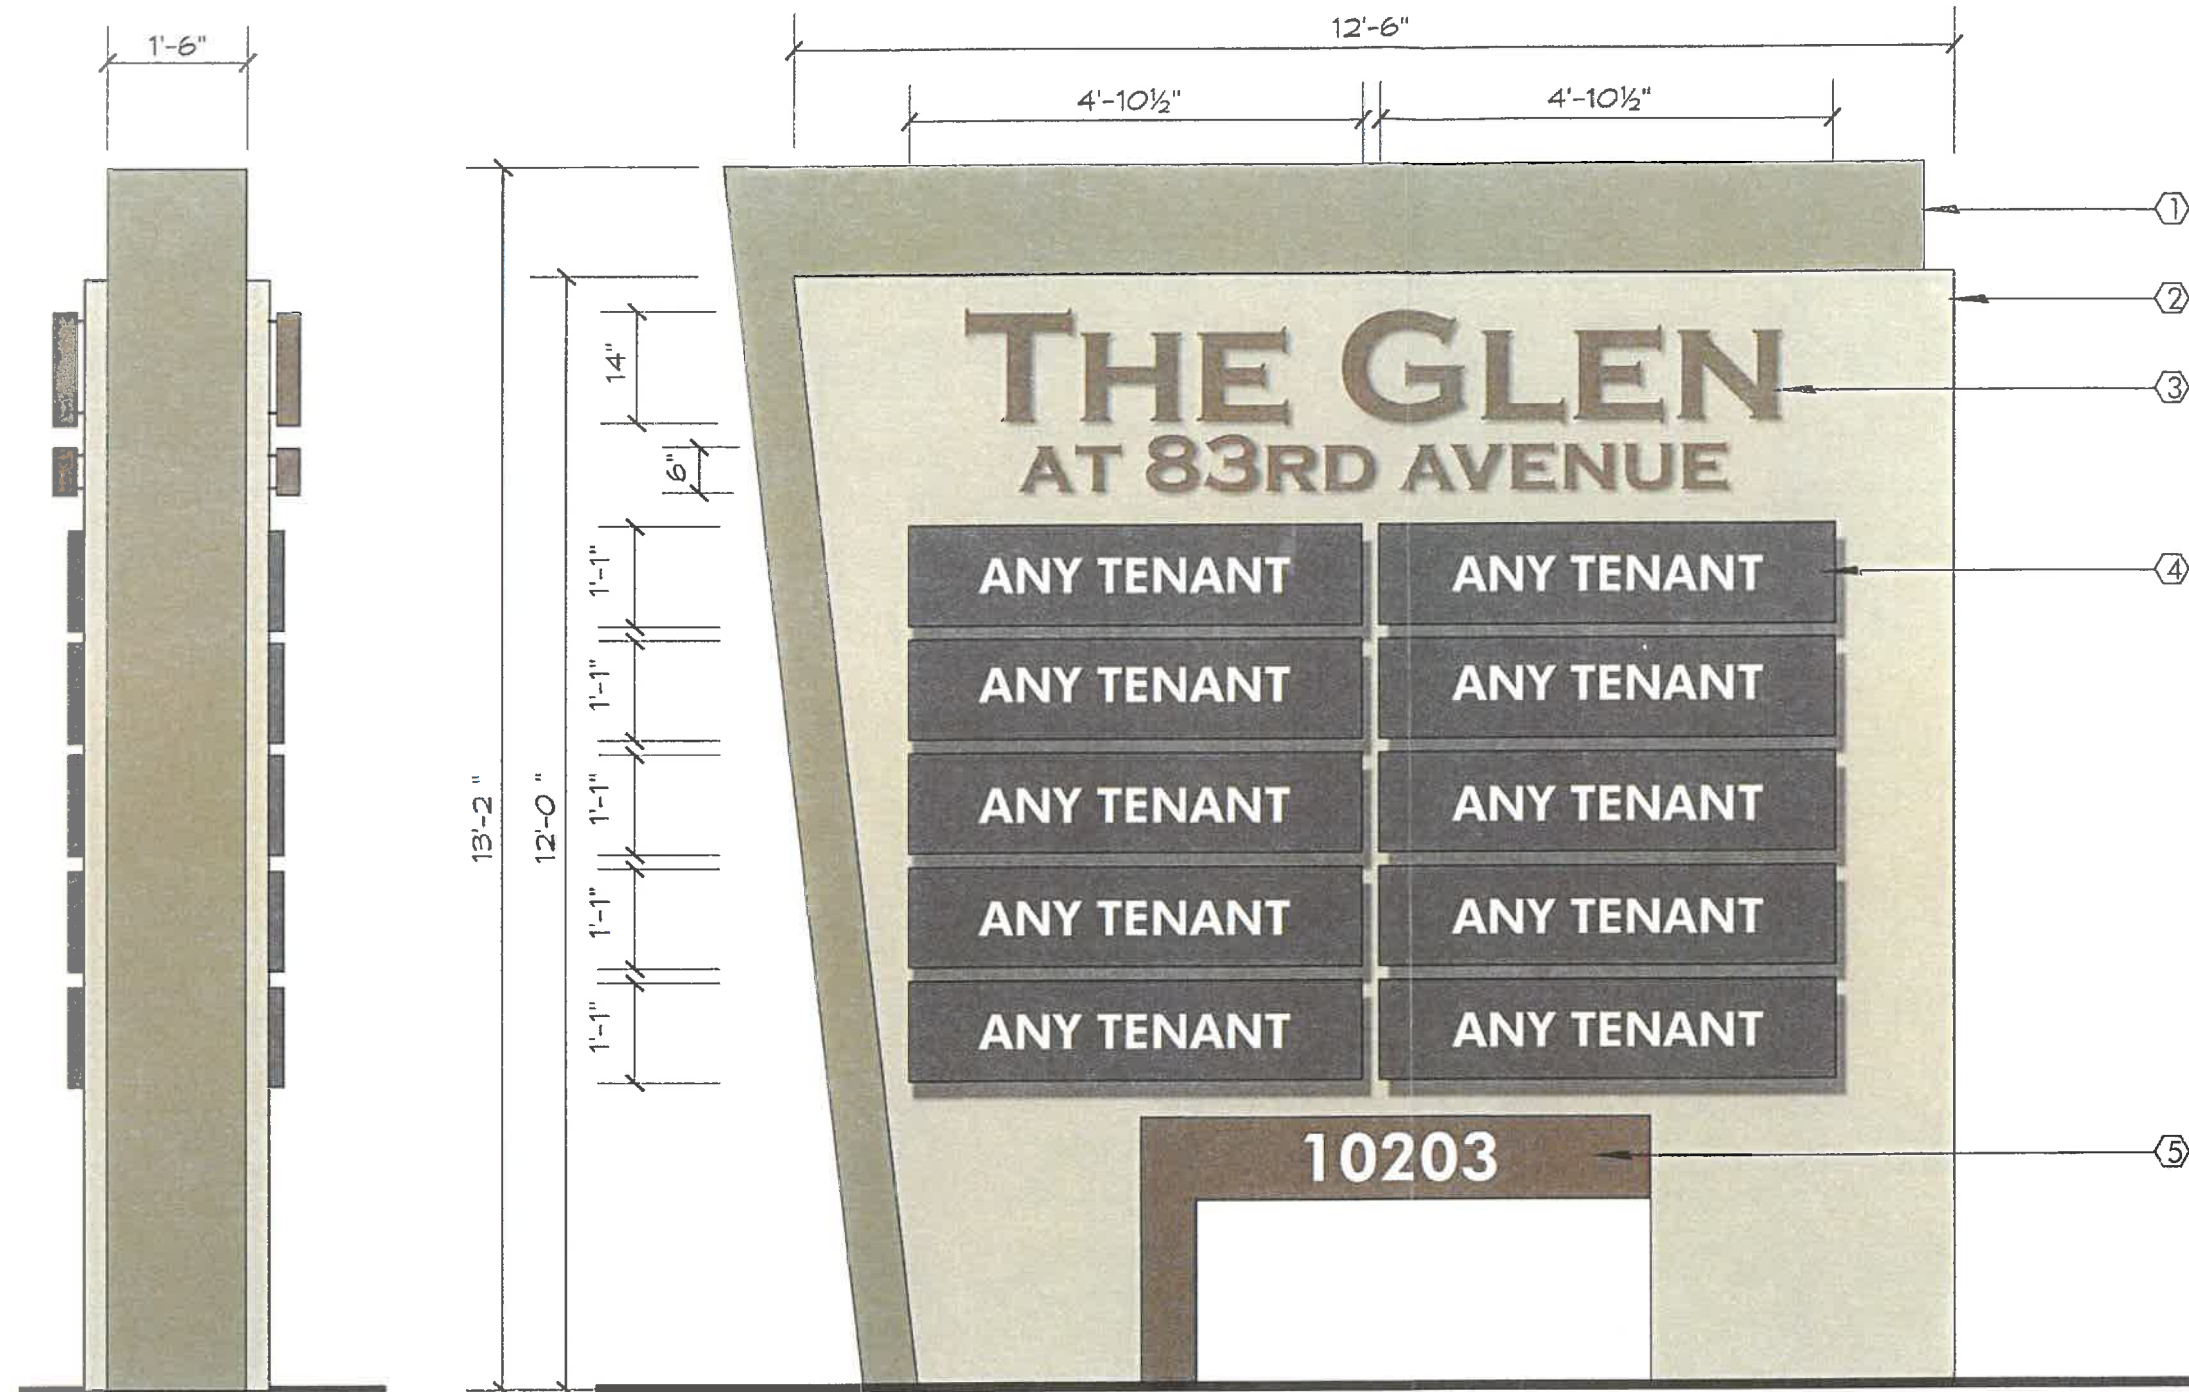 12'-6"
1'-6"
4'-10½" 4'-10½"
1
2
THE GLEN
3
14"
AT 83RD AVENUE
6"
1'-1"
ANY TENANT ANY TENANT
4
1'-1"
ANY TENANT ANY TENANT
13'-2"
12'-0"
1'-1"
ANY TENANT ANY TENANT
1'-1"
ANY TENANT ANY TENANT
1'-1"
ANY TENANT ANY TENANT
10203
5